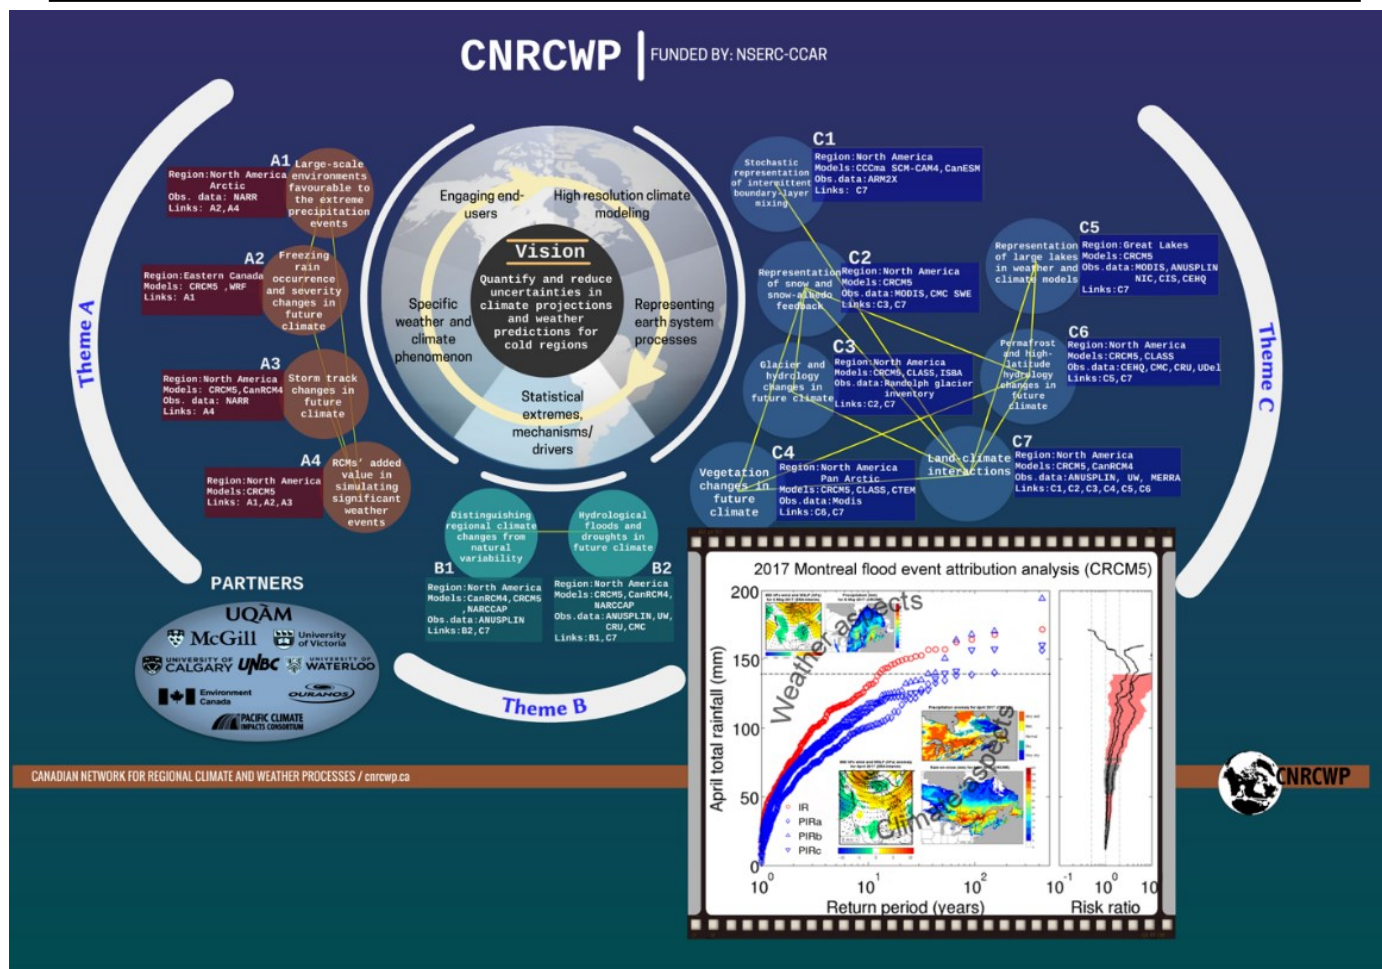 CNRCWP
FUNDED BY: NSERC-CCAR
Theme A
A1
Large-scale
environments
favourable to
the extreme
precipitation
events
Region:North America
Arctic
Obs. data: NARR
Links: A2,A4
A2
Freezing
rain
occurrence
and severity
changes in
future
climate
Region:Eastern Canada
Models: CRCM5 ,WRF
Links: A1
A3
Storm track
changes in
future
climate
Region:North America
Models: CRCM5,CanRCM4
Obs. data: NARR
Links: A4
A4
RCMs' added
value in
simulating
significant
weather
events
Region:North America
Models:CRCM5
Links: A1,A2,A3
Engaging end-
users
High resolution climate
modeling
Vision
Quantify and reduce
uncertainties in
climate projections
and weather
predictions for
cold regions
Specific
weather and
climate
phenomenon
Representing
earth system
processes
Statistical
extremes,
mechanisms/
drivers
Distinguishing
regional climate
changes from
natural
variability
B1
Region:North America
Models:CanRCM4,CRCM5
,NARCCAP
Obs.data:ANUSPLIN
Links:B2,C7
Hydrological
floods and
droughts in
future climate
B2
Region:North America
Models:CRCM5,CanRCM4,
NARCCAP
Obs.data:ANUSPLIN,UW,
CRU,CMC
Links:B1,C7
Theme B
C1
Stochastic
representation
of intermittent
boundary-layer
mixing
Region:North America
Models:CCCma SCM-CAM4,CanESM
Obs.data:ARM2X
Links: C7
C2
Representation
of snow and
snow-albedo
feedback
Region:North America
Models:CRCM5
Obs.data:MODIS,CMC SWE
Links:C3,C7
C3
Glacier and
hydrology
changes in
future climate
Region:North America
Models:CRCM5,CLASS,ISBA
Obs.data:Randolph glacier
inventory
Links:C2,C7
C4
Vegetation
changes in
future
climate
Region:North America
Pan Arctic
Models:CRCM5,CLASS,CTEM
Obs.data:Modis
Links:C6,C7
C5
Representation
of large lakes
in weather and
climate models
Region:Great Lakes
Models:CRCM5
Obs.data:MODIS,ANUSPLIN
NIC,CIS,CEHQ
Links:C7
C6
Permafrost
and high-
latitude
hydrology
changes in
future
climate
Region:North America
Models:CRCM5,CLASS
Obs.data:CEHQ,CMC,CRU,UDel
Links:C5,C7
C7
Land-climate
interactions
Region:North America
Models:CRCM5,CanRCM4
Obs.data:ANUSPLIN, UW, MERRA
Links:C1,C2,C3,C4,C5,C6
Theme C
PARTNERS
UQÀM
McGill
University
of Victoria
UNIVERSITY OF
CALGARY
UNBC
UNIVERSITY OF
WATERLOO
Environment
Canada
OURANOS
PACIFIC CLIMATE
IMPACTS CONSORTIUM
2017 Montreal flood event attribution analysis (CRCM5)
200
150
100
50
0
April total rainfall (mm)
Weather aspects
Climate aspects
IR
PIRa
PIRb
PIRc
10^0
10^1
10^2
Return period (years)
10^-1
10^0
Risk ratio
CANADIAN NETWORK FOR REGIONAL CLIMATE AND WEATHER PROCESSES / cnrcwp.ca
CNRCWP